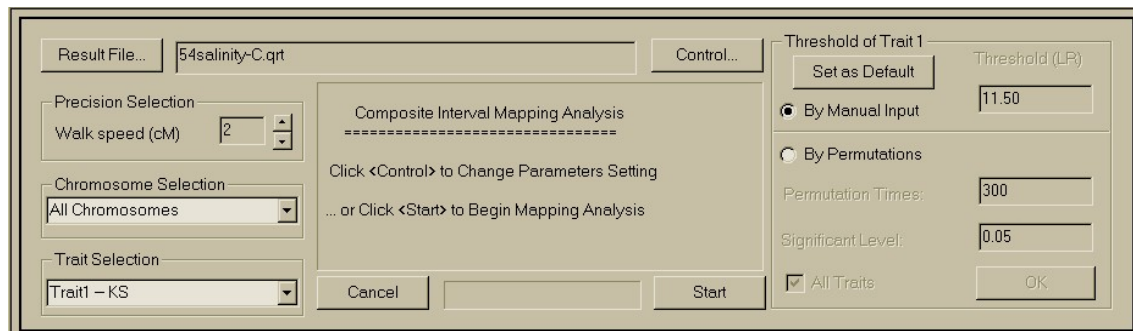 Result File...
54salinity-C.qrt
Control...
Precision Selection
Walk speed (cM)
2
Chromosome Selection
All Chromosomes
Trait Selection
Trait1 – KS
Composite Interval Mapping Analysis
================================
Click <Control> to Change Parameters Setting
... or Click <Start> to Begin Mapping Analysis
Cancel
Start
Threshold of Trait 1
Set as Default
Threshold (LR)
By Manual Input
11.50
By Permutations
Permutation Times:
300
Significant Level:
0.05
All Traits
OK